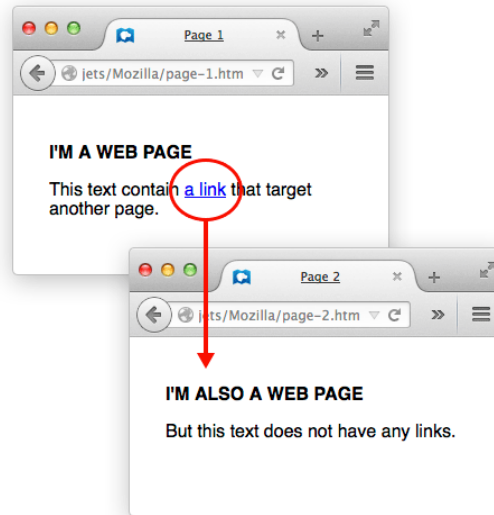 Page 1
jets/Mozilla/page-1.htm
I'M A WEB PAGE
This text contain a link that target
another page.
Page 2
jets/Mozilla/page-2.htm
I'M ALSO A WEB PAGE
But this text does not have any links.